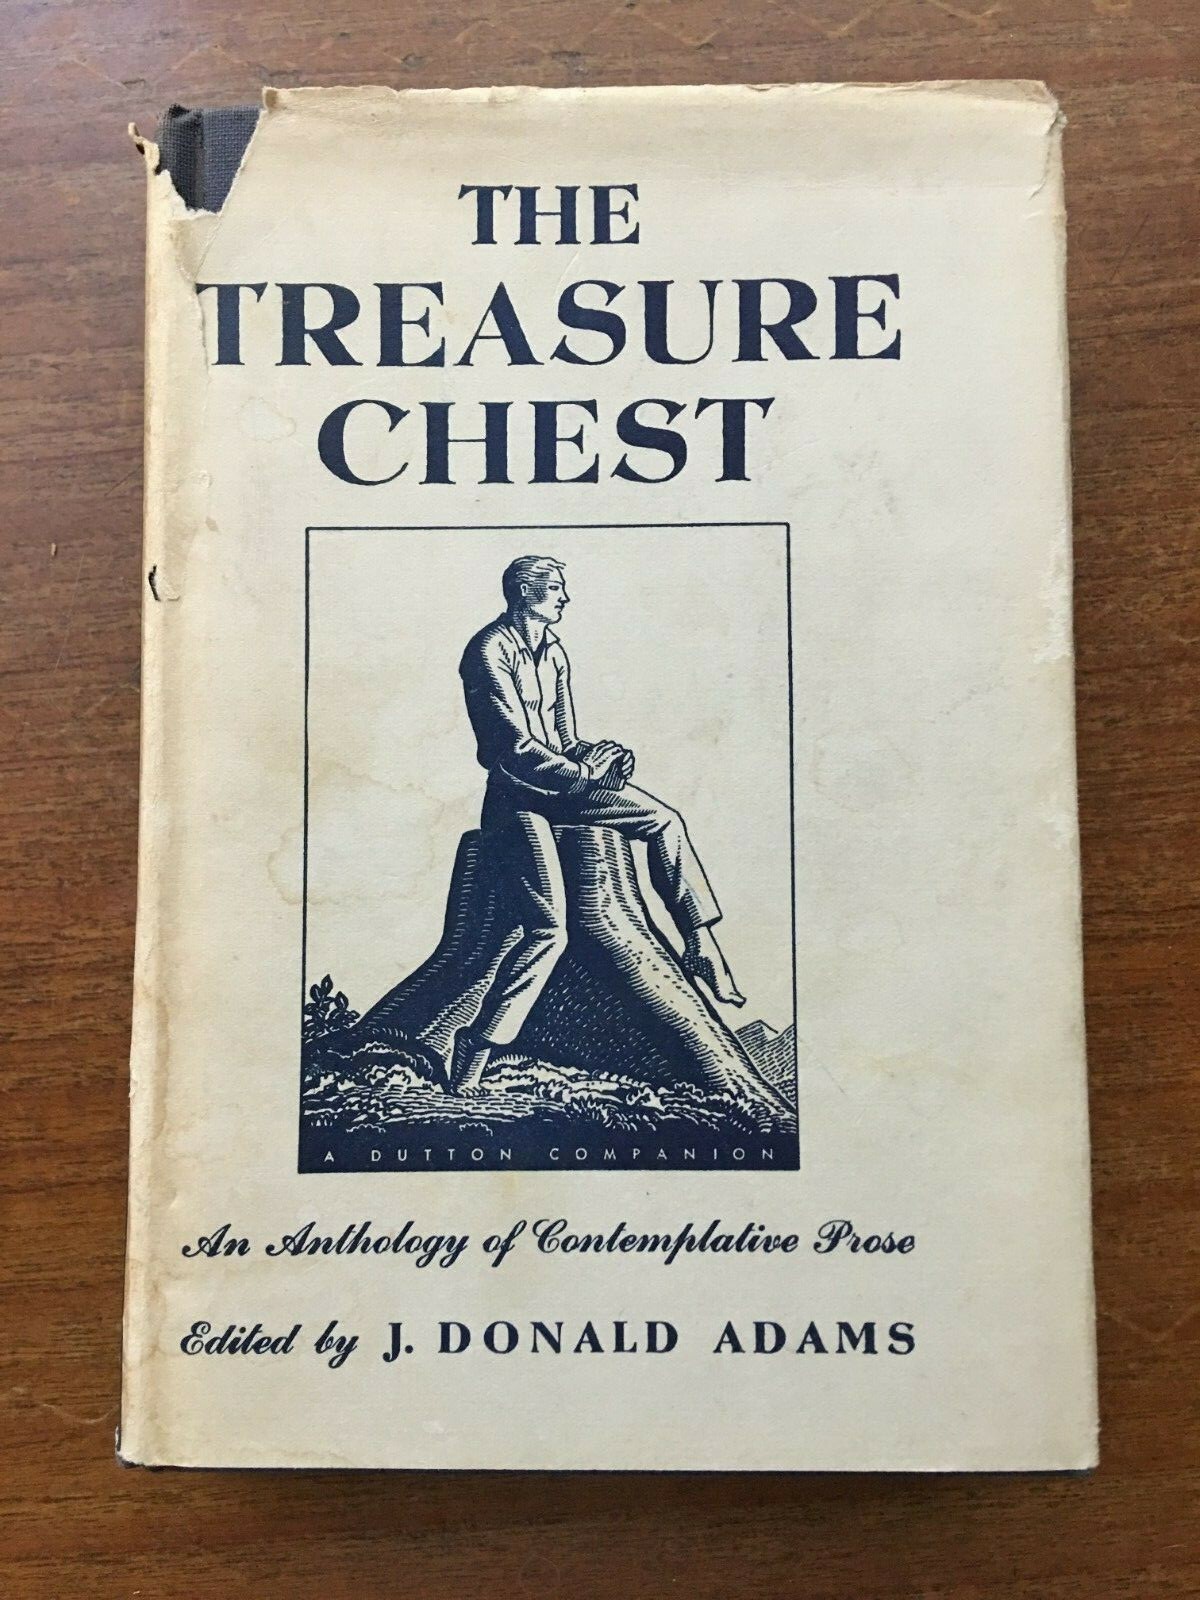 THE
TREASURE
CHEST
A DUTTON COMPANION
An Anthology of Contemplative Prose
Edited by J. DONALD ADAMS